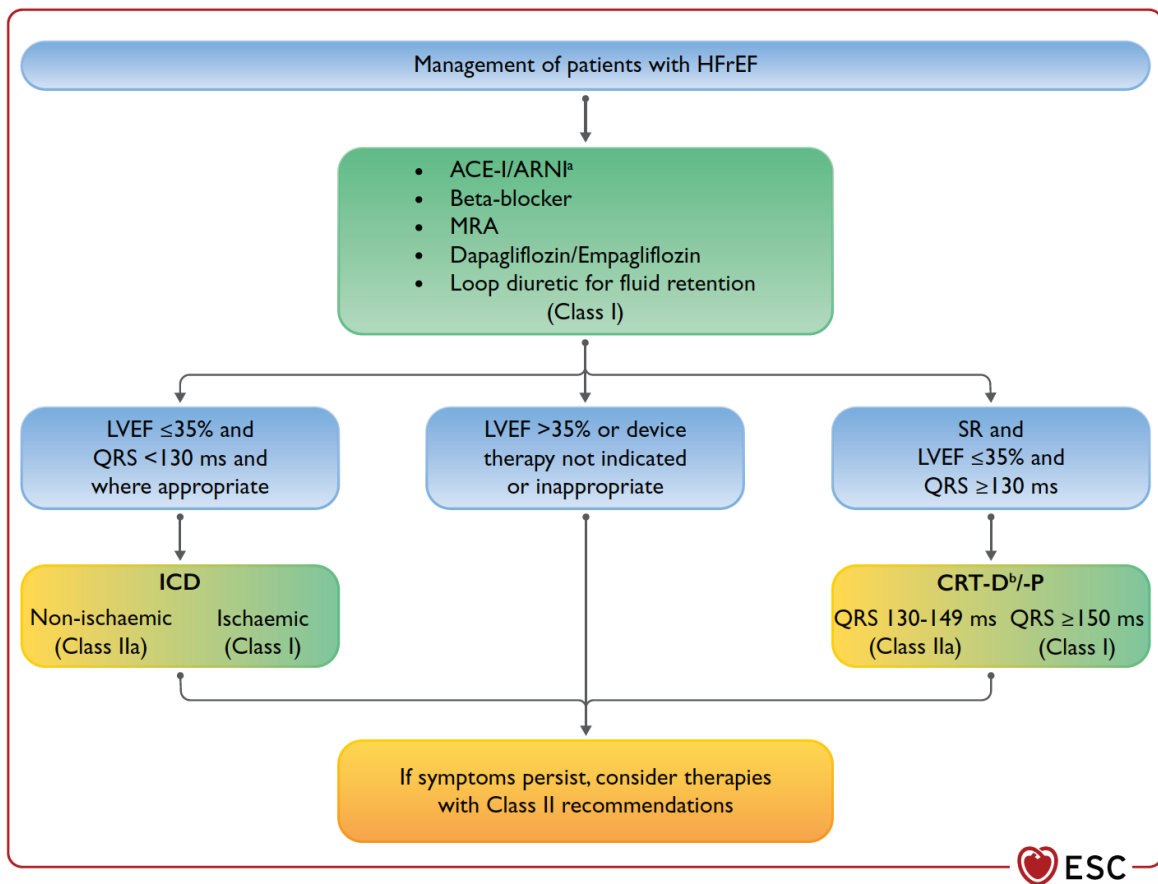 Management of patients with HFrEF
• ACE-I/ARNIᵃ
• Beta-blocker
• MRA
• Dapagliflozin/Empagliflozin
• Loop diuretic for fluid retention
(Class I)
LVEF ≤35% and
QRS <130 ms and
where appropriate
LVEF >35% or device
therapy not indicated
or inappropriate
SR and
LVEF ≤35% and
QRS ≥130 ms
ICD
Non-ischaemic
(Class IIa)
Ischaemic
(Class I)
CRT-Dᵇ/-P
QRS 130-149 ms
(Class IIa)
QRS ≥150 ms
(Class I)
If symptoms persist, consider therapies
with Class II recommendations
ESC